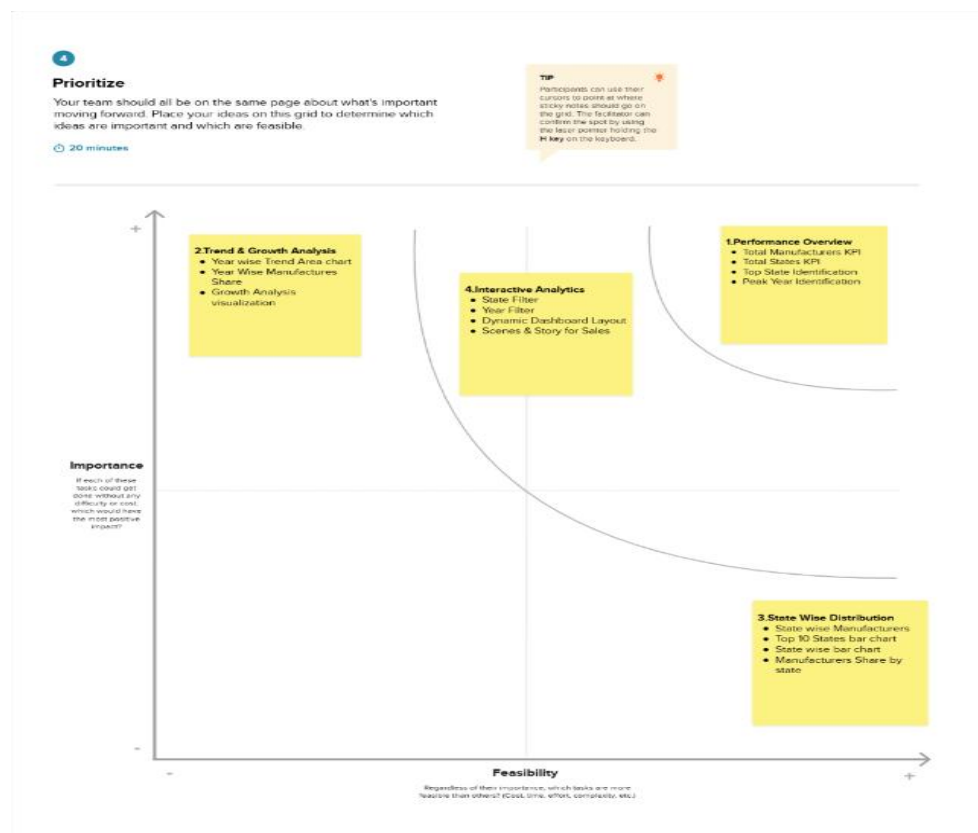 4
Prioritize
Your team should all be on the same page about what's important
moving forward. Place your ideas on this grid to determine which
ideas are important and which are feasible.
20 minutes
TIP
Participants can use their
cursors to point at where
sticky notes should go on
the grid. The facilitator can
confirm the spot by using
the laser pointer holding the
H key on the keyboard.
+
2.Trend & Growth Analysis
• Year wise Trend Area chart
• Year Wise Manufactures
Share
• Growth Analysis
visualization
4.Interactive Analytics
• State Filter
• Year Filter
• Dynamic Dashboard Layout
• Scenes & Story for Sales
1.Performance Overview
• Total Manufacturers KPI
• Total States KPI
• Top State Identification
• Peak Year Identification
Importance
If each of these
tasks could get
done without any
difficulty or cost,
which would have
the most positive
impact?
3.State Wise Distribution
• State wise Manufacturers
• Top 10 States bar chart
• State wise bar chart
• Manufacturers Share by
state
-
-
Feasibility
+
Regardless of their importance, which tasks are more
feasible than others? (Cost, time, effort, complexity, etc.)